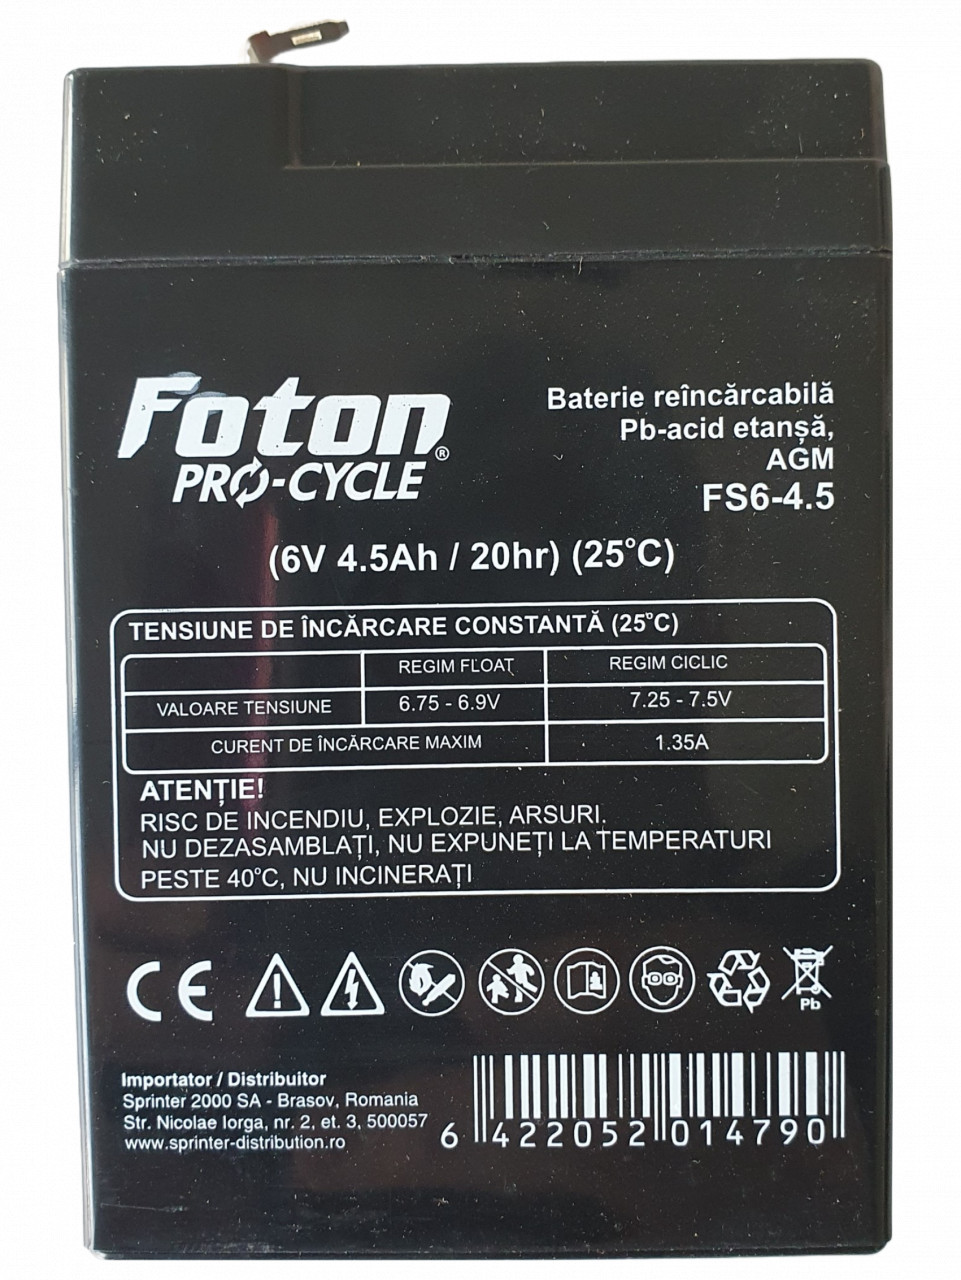 Foton®
PRO-CYCLE
Baterie reîncărcabilă
Pb-acid etanșă,
AGM
FS6-4.5
(6V 4.5Ah / 20hr) (25°C)
TENSIUNE DE ÎNCĂRCARE CONSTANTĂ (25°C)
REGIM FLOAT REGIM CICLIC
VALOARE TENSIUNE 6.75 - 6.9V 7.25 - 7.5V
CURENT DE ÎNCĂRCARE MAXIM 1.35A
ATENȚIE!
RISC DE INCENDIU, EXPLOZIE, ARSURI.
NU DEZASAMBLAȚI, NU EXPUNEȚI LA TEMPERATURI
PESTE 40°C, NU INCINERAȚI
CE
Pb
Importator / Distribuitor
Sprinter 2000 SA - Brasov, Romania
Str. Nicolae Iorga, nr. 2, et. 3, 500057
www.sprinter-distribution.ro
6 422052 014790